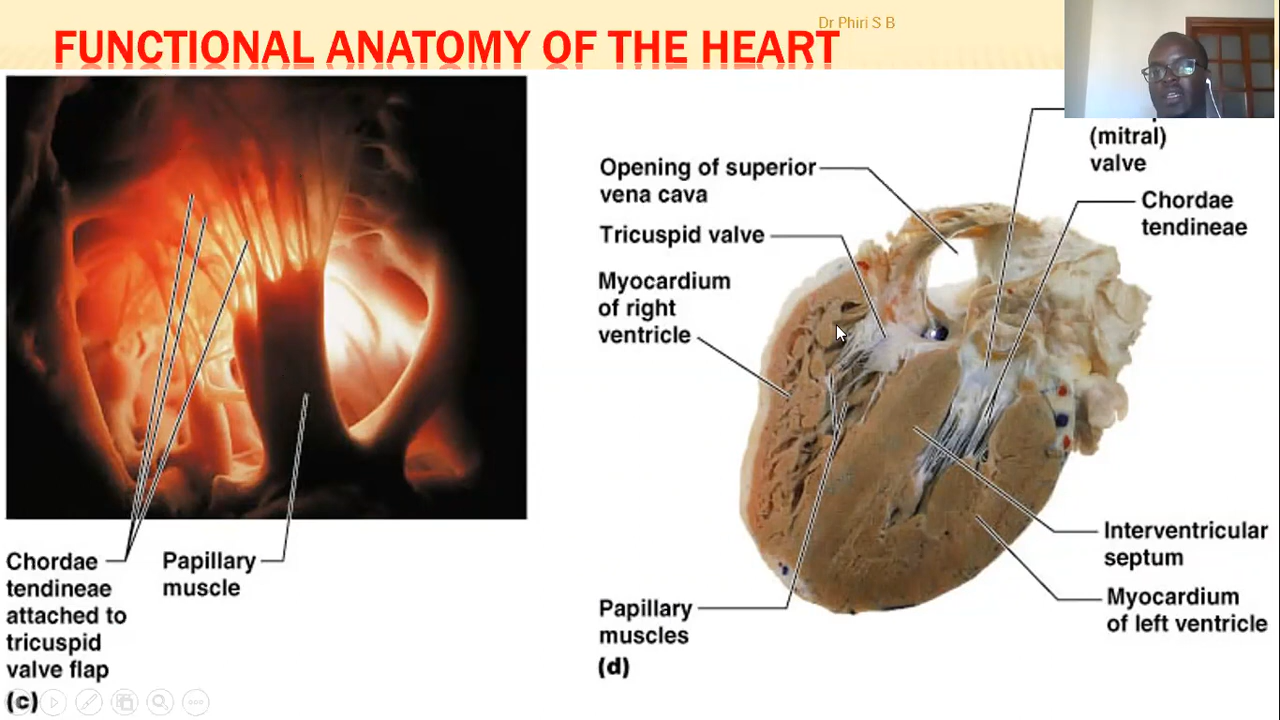 Dr Phiri S B
FUNCTIONAL ANATOMY OF THE HEART
Chordae
tendineae
attached to
tricuspid
valve flap
(c)
Papillary
muscle
Opening of superior
vena cava
Tricuspid valve
Myocardium
of right
ventricle
Papillary
muscles
(d)
(mitral)
valve
Chordae
tendineae
Interventricular
septum
Myocardium
of left ventricle